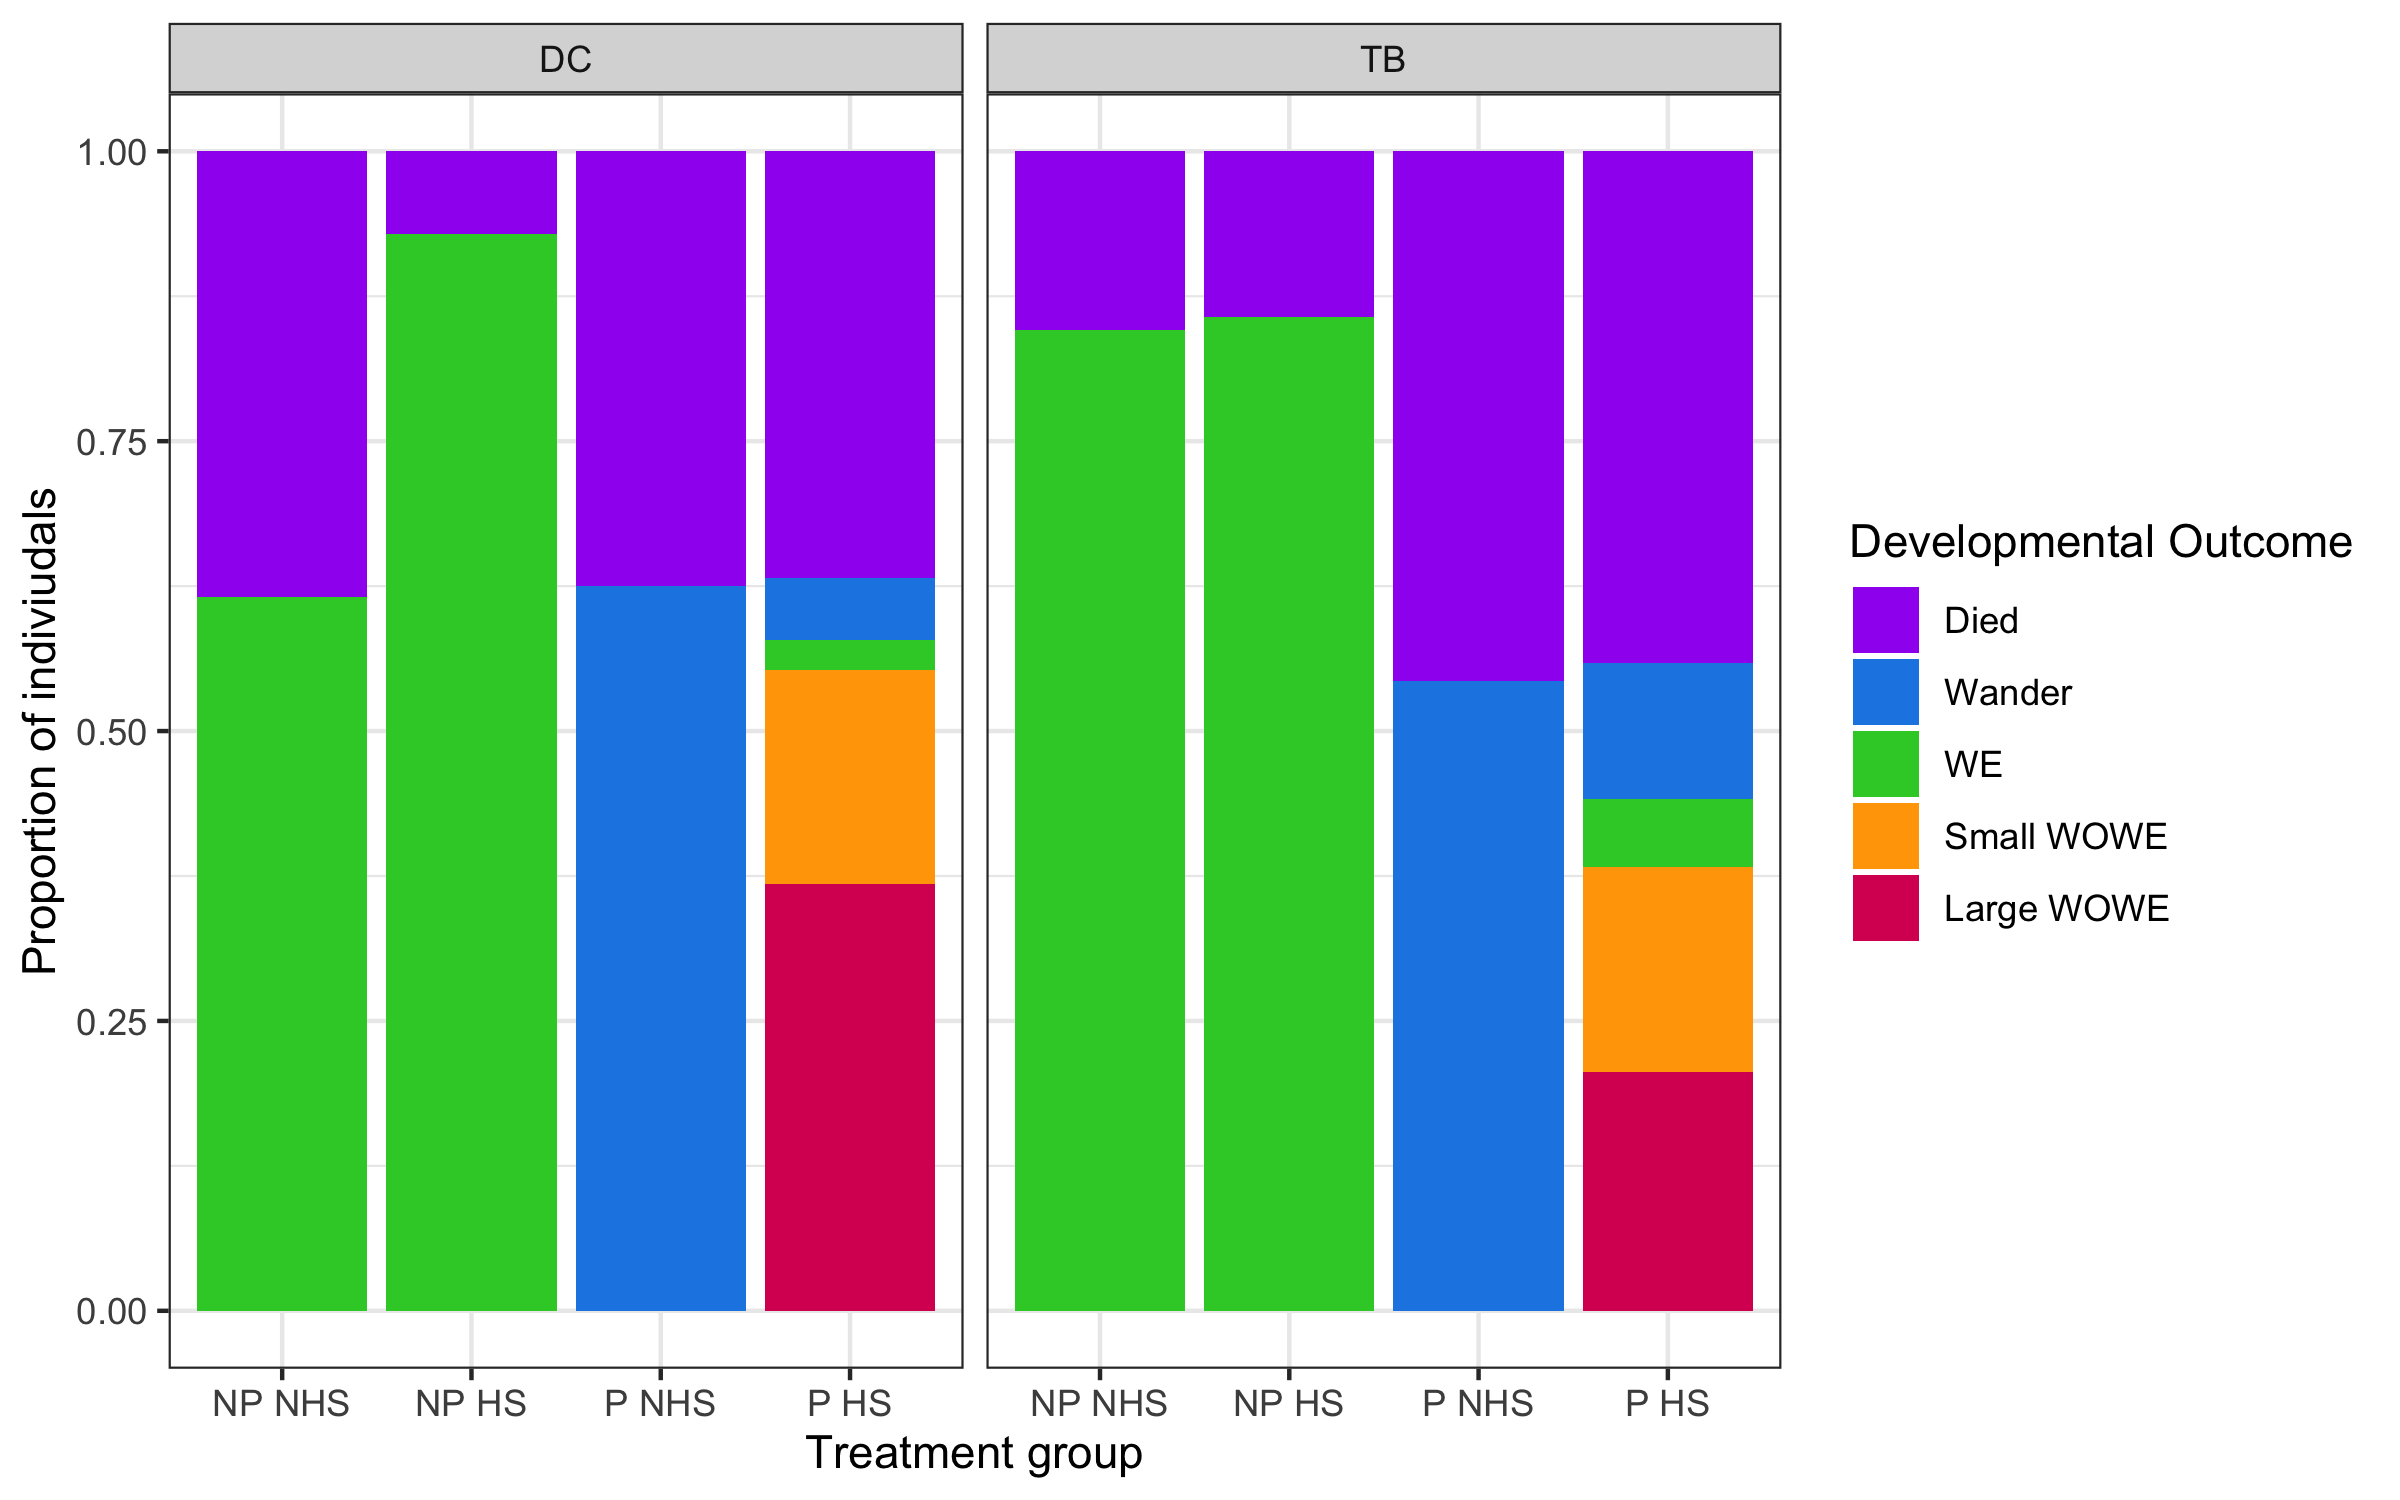 DC
TB
Proportion of indiviudals
1.00
0.75
0.50
0.25
0.00
NP NHS
NP HS
P NHS
P HS
NP NHS
NP HS
P NHS
P HS
Treatment group
Developmental Outcome
Died
Wander
WE
Small WOWE
Large WOWE